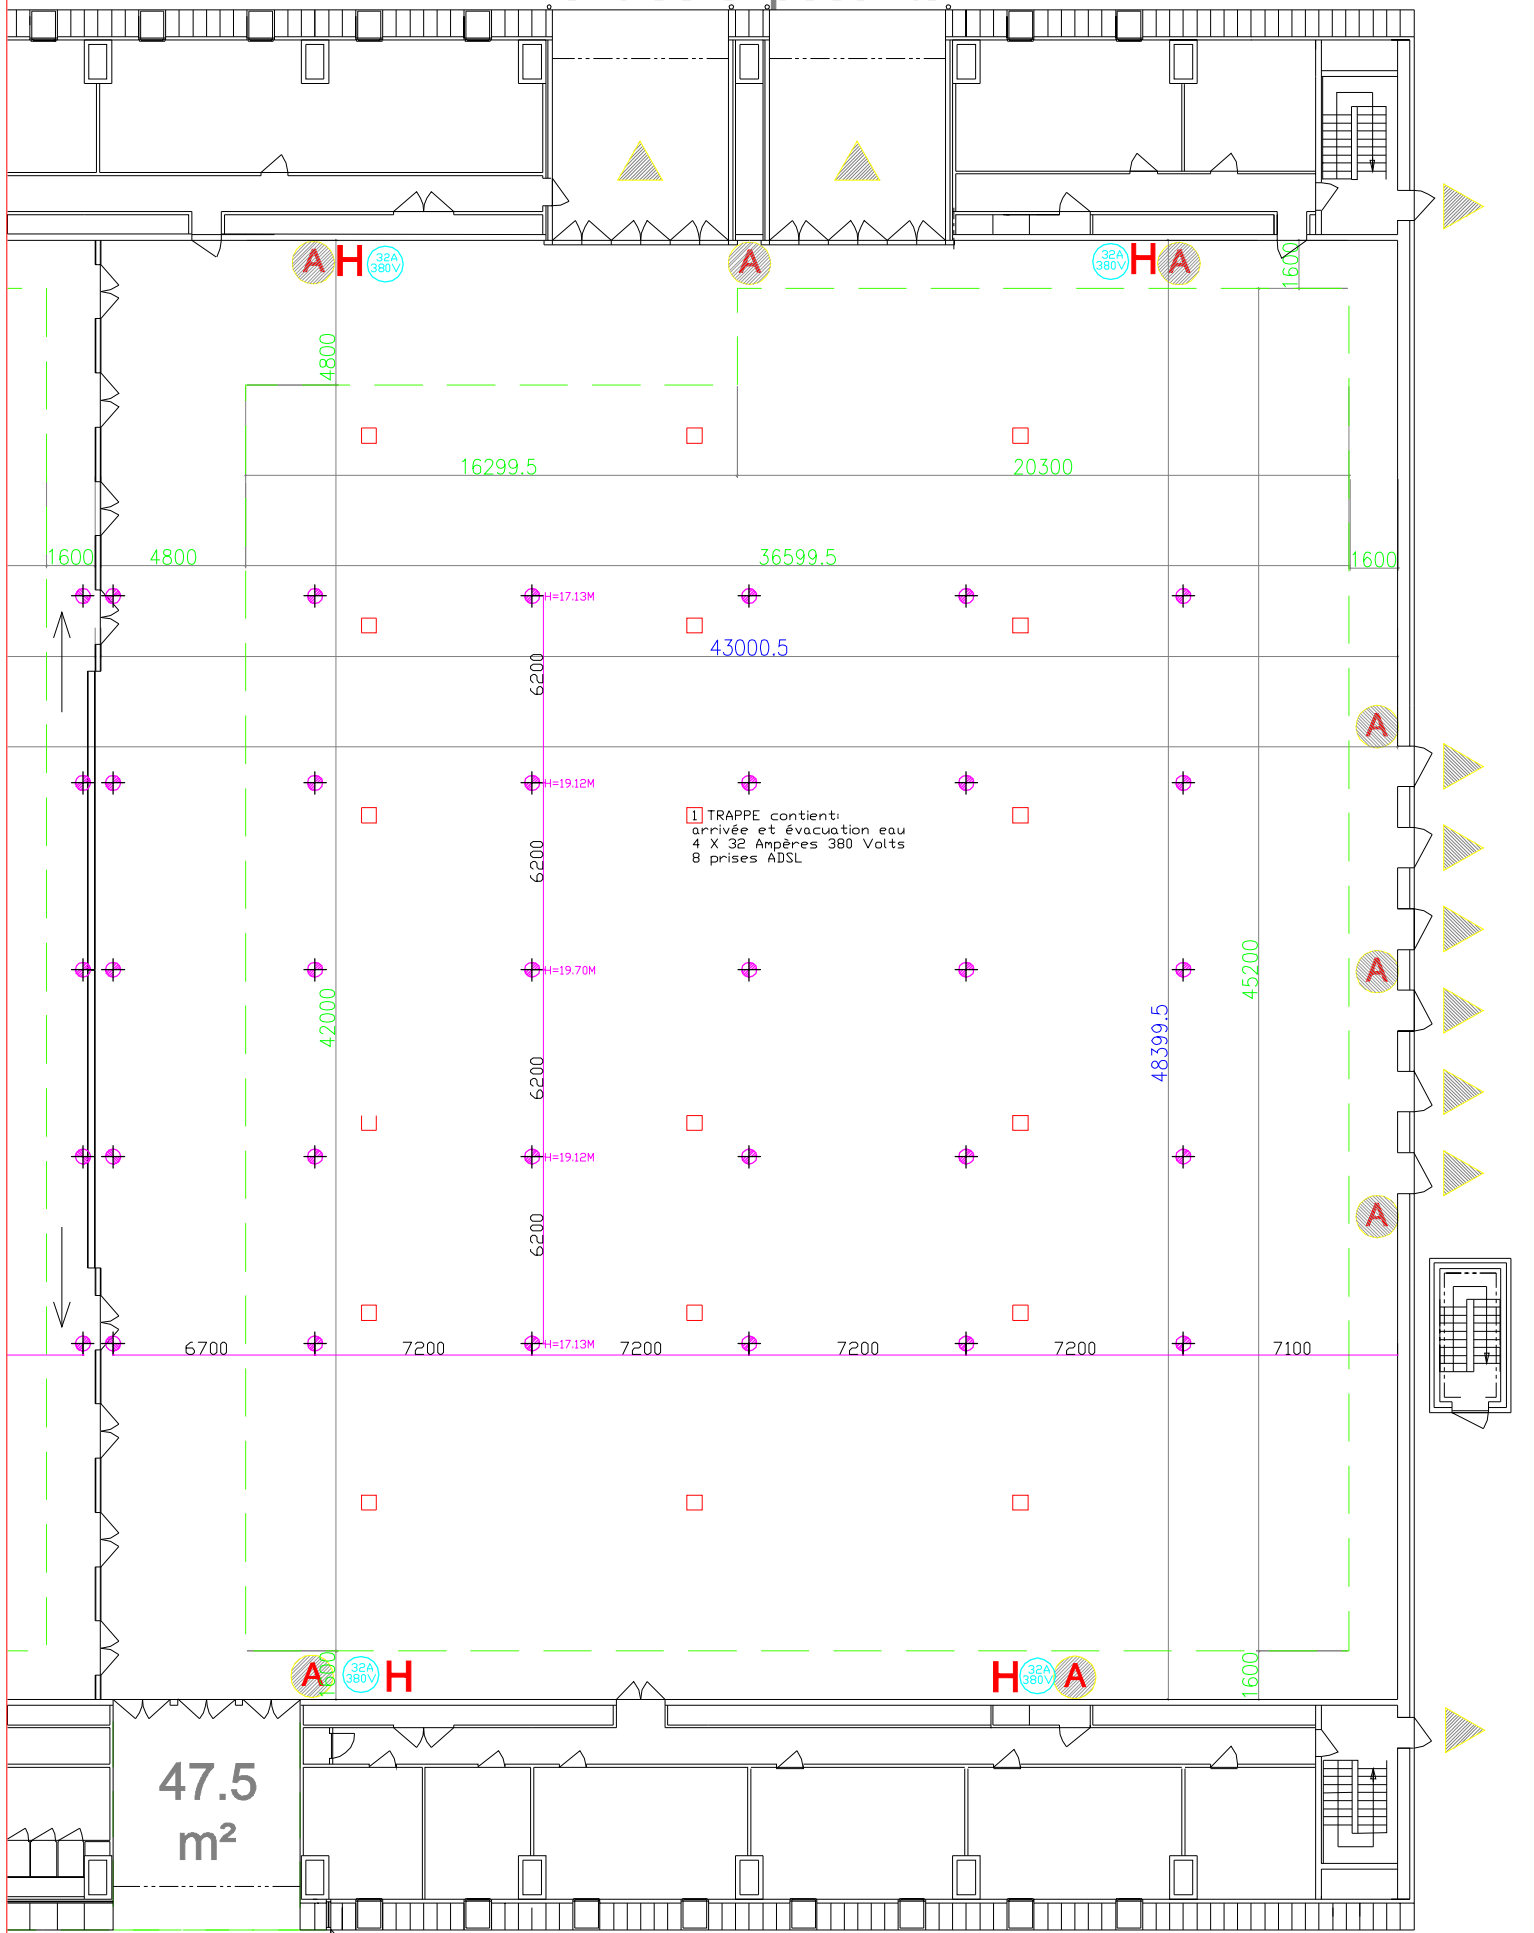 A H 32A
380V
A
32A
380V H A
1600
4800
16299.5
20300
1600
4800
36599.5
1600
H=17.13M
43000.5
6200
A
H=19.12M
1 TRAPPE contient:
arrivée et évacuation eau
4 X 32 Ampères 380 Volts
8 prises ADSL
6200
45200
H=19.70M
A
42000
48399.5
6200
H=19.12M
A
6200
H=17.13M
6700
7200
7200
7200
7200
7100
A 1600 32A
380V H
H 32A
380V A
1600
47.5
m²